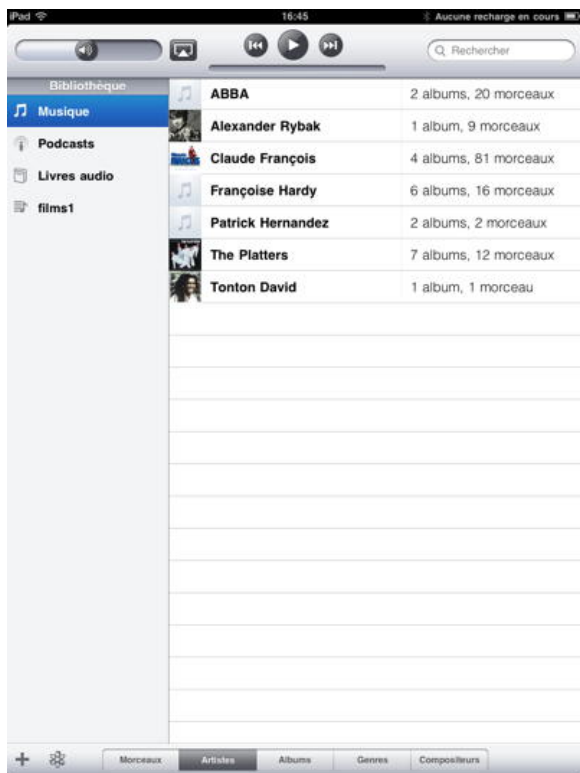 iPad 16:45 Aucune recharge en cours
Rechercher
Bibliothèque
Musique
Podcasts
Livres audio
films1
ABBA 2 albums, 20 morceaux
Alexander Rybak 1 album, 9 morceaux
Claude François 4 albums, 81 morceaux
Françoise Hardy 6 albums, 16 morceaux
Patrick Hernandez 2 albums, 2 morceaux
The Platters 7 albums, 12 morceaux
Tonton David 1 album, 1 morceau
Morceaux Artistes Albums Genres Compositeurs